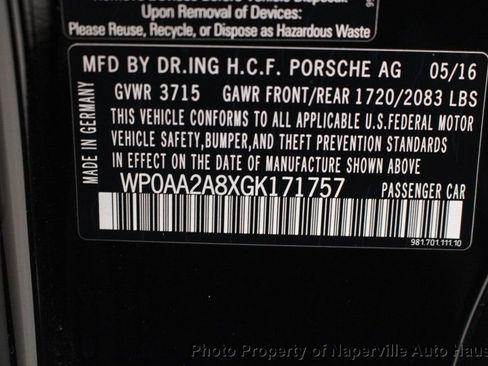 Upon Removal of Devices:
Please Reuse, Recycle, or Dispose as Hazardous Waste
MFD BY DR.ING H.C.F. PORSCHE AG 05/16
GVWR 3715 GAWR FRONT/REAR 1720/2083 LBS
THIS VEHICLE CONFORMS TO ALL APPLICABLE U.S.FEDERAL MOTOR
VEHICLE SAFETY,BUMPER,AND THEFT PREVENTION STANDARDS
IN EFFECT ON THE DATE OF MANUFACTURE SHOWN ABOVE
WP0AA2A8XGK171757 PASSENGER CAR
981.701.111.10
MADE IN GERMANY
Photo Property of Naperville Auto Haus